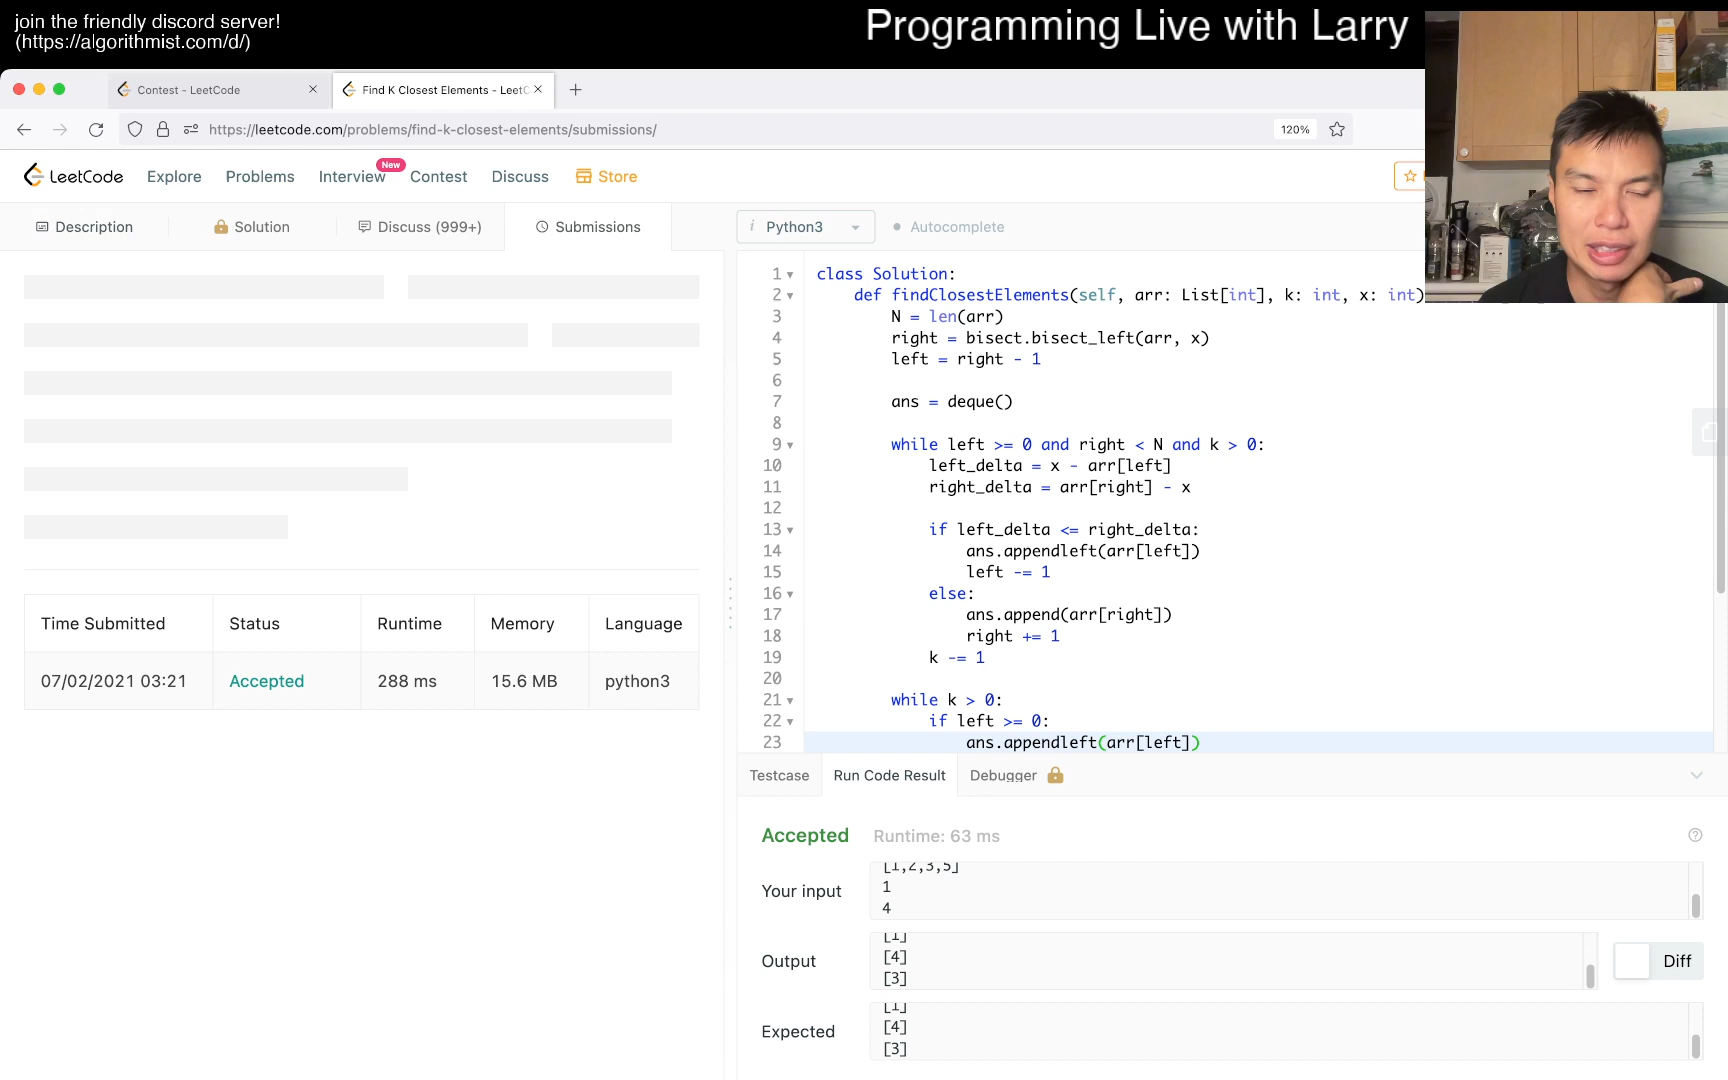 join the friendly discord server!
(https://algorithmist.com/d/)
Programming Live with Larry
Contest - LeetCode
Find K Closest Elements - LeetC
https://leetcode.com/problems/find-k-closest-elements/submissions/
120%
LeetCode
Explore
Problems
Interview
New
Contest
Discuss
Store
Description
Solution
Discuss (999+)
Submissions
i Python3
Autocomplete
1 class Solution:
2 def findClosestElements(self, arr: List[int], k: int, x: int)
3 N = len(arr)
4 right = bisect.bisect_left(arr, x)
5 left = right - 1
6
7 ans = deque()
8
9 while left >= 0 and right < N and k > 0:
10 left_delta = x - arr[left]
11 right_delta = arr[right] - x
12
13 if left_delta <= right_delta:
14 ans.appendleft(arr[left])
15 left -= 1
16 else:
17 ans.append(arr[right])
18 right += 1
19 k -= 1
20
21 while k > 0:
22 if left >= 0:
23 ans.appendleft(arr[left])
Time Submitted Status Runtime Memory Language
07/02/2021 03:21 Accepted 288 ms 15.6 MB python3
Testcase
Run Code Result
Debugger
Accepted Runtime: 63 ms
Your input
[1,2,3,5]
1
4
Output
[1]
[4]
[3]
Diff
Expected
[1]
[4]
[3]